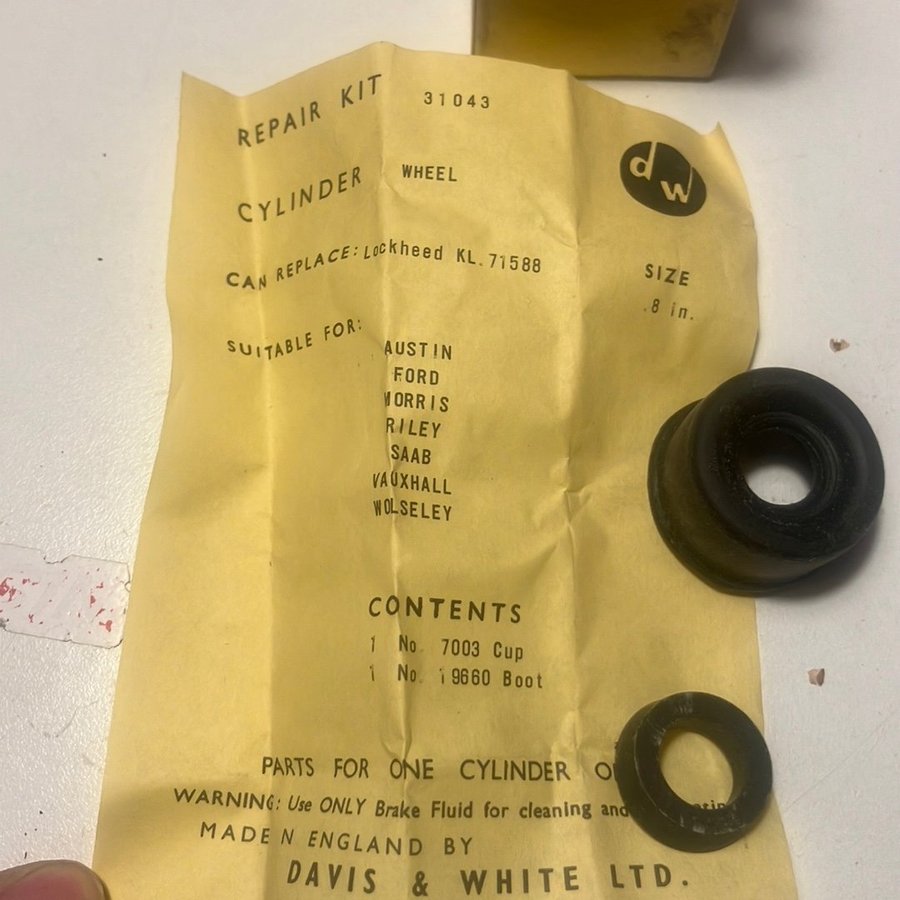 REPAIR KIT 31043
dw
CYLINDER WHEEL
CAN REPLACE: Lockheed KL.71588
SIZE
.8 in.
SUITABLE FOR:
AUSTIN
FORD
MORRIS
RILEY
SAAB
VAUXHALL
WOLSELEY
CONTENTS
1 No. 7003 Cup
1 No. 19660 Boot
PARTS FOR ONE CYLINDER
WARNING: Use ONLY Brake Fluid for cleaning and
MADE IN ENGLAND BY
DAVIS & WHITE LTD.